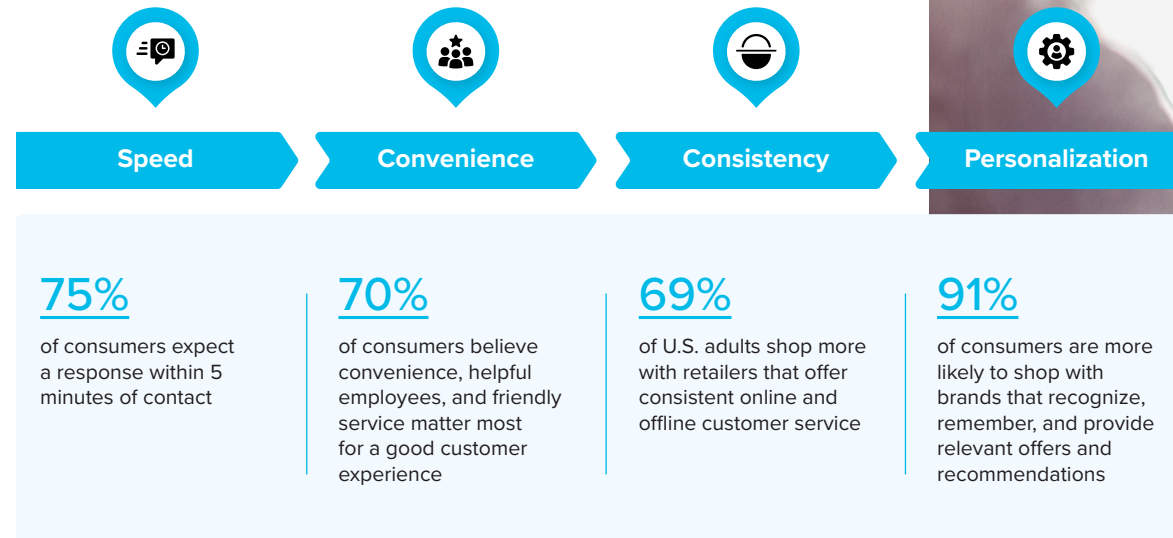 Speed
Convenience
Consistency
Personalization
75%
of consumers expect
a response within 5
minutes of contact
70%
of consumers believe
convenience, helpful
employees, and friendly
service matter most
for a good customer
experience
69%
of U.S. adults shop more
with retailers that offer
consistent online and
offline customer service
91%
of consumers are more
likely to shop with
brands that recognize,
remember, and provide
relevant offers and
recommendations